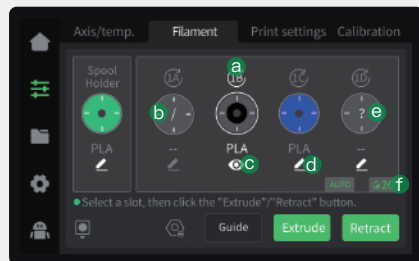 Axis/temp. Filament Print settings Calibration
Spool Holder
1A 1B 1C 1D
a
b / c d ? e
PLA -- PLA PLA --
AUTO f
Select a slot, then click the "Extrude"/"Retract" button.
Guide Extrude Retract